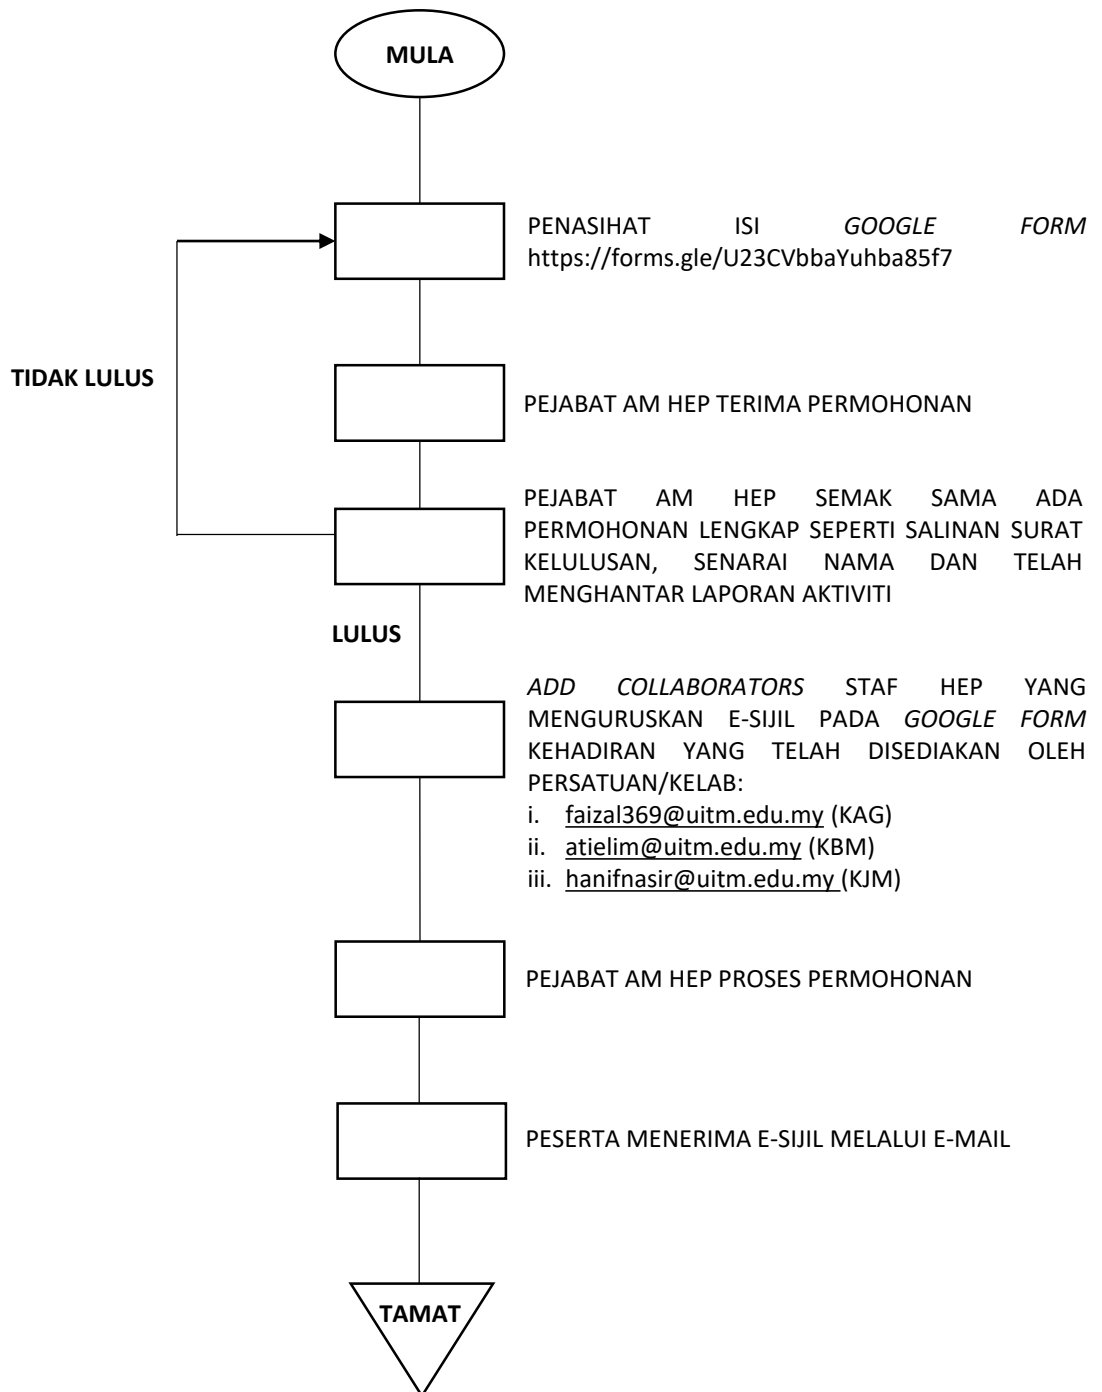 MULA
PENASIHAT ISI GOOGLE FORM
https://forms.gle/U23CVbbaYuhba85f7
TIDAK LULUS
PEJABAT AM HEP TERIMA PERMOHONAN
PEJABAT AM HEP SEMAK SAMA ADA
PERMOHONAN LENGKAP SEPERTI SALINAN SURAT
KELULUSAN, SENARAI NAMA DAN TELAH
MENGHANTAR LAPORAN AKTIVITI
LULUS
ADD COLLABORATORS STAF HEP YANG
MENGURUSKAN E-SIJIL PADA GOOGLE FORM
KEHADIRAN YANG TELAH DISEDIAKAN OLEH
PERSATUAN/KELAB:
i. faizal369@uitm.edu.my (KAG)
ii. atielim@uitm.edu.my (KBM)
iii. hanifnasir@uitm.edu.my (KJM)
PEJABAT AM HEP PROSES PERMOHONAN
PESERTA MENERIMA E-SIJIL MELALUI E-MAIL
TAMAT